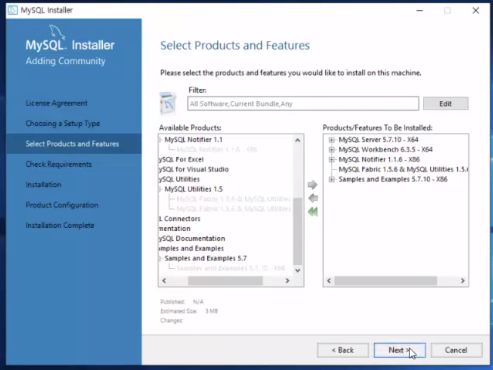 MySQL Installer
MySQL. Installer
Adding Community
License Agreement
Choosing a Setup Type
Select Products and Features
Check Requirements
Installation
Product Configuration
Installation Complete
Select Products and Features
Please select the products and features you would like to install on this machine.
Filter:
All Software,Current Bundle,Any
Edit
Available Products:
MySQL Notifier 1.1
MySQL Notifier 1.1.6 - X86
ySQL For Excel
ySQL for Visual Studio
ySQL Utilities
MySQL Utilities 1.5
MySQL Fabric 1.5.6 & MySQL Utilities
MySQL Fabric 1.5.6 & MySQL Utilities
L Connectors
mentation
ySQL Documentation
amples and Examples
Samples and Examples 5.7
Samples and Examples 5.7.10 - X86
Products/Features To Be Installed:
MySQL Server 5.7.10 - X64
MySQL Workbench 6.3.5 - X64
MySQL Notifier 1.1.6 - X86
MySQL Fabric 1.5.6 & MySQL Utilities 1.5.
Samples and Examples 5.7.10 - X86
Published: N/A
Estimated Size: 3 MB
Changes:
< Back
Next >
Cancel